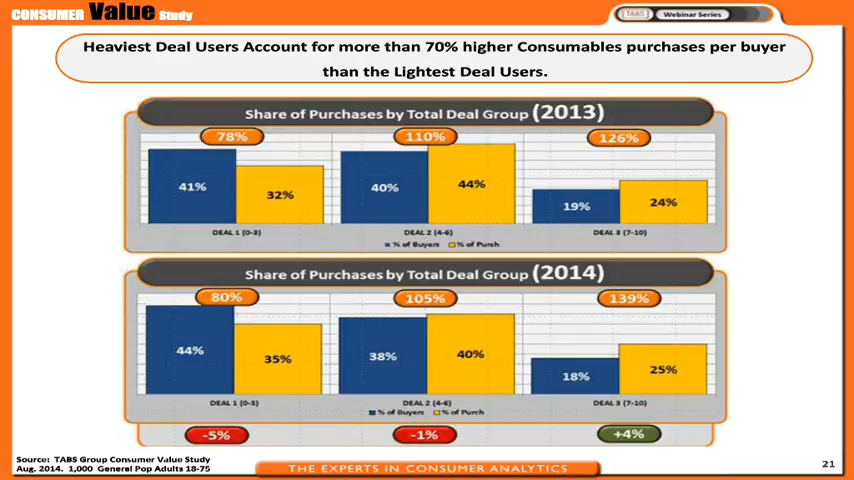 CONSUMER Value Study
TABS Webinar Series
Heaviest Deal Users Account for more than 70% higher Consumables purchases per buyer
than the Lightest Deal Users.
Share of Purchases by Total Deal Group (2013)
78% 110% 126%
41% 32% 40% 44% 19% 24%
DEAL 1 (0-3) DEAL 2 (4-6) DEAL 3 (7-10)
% of Buyers % of Purch
Share of Purchases by Total Deal Group (2014)
80% 105% 139%
44% 35% 38% 40% 18% 25%
DEAL 1 (0-3) DEAL 2 (4-6) DEAL 3 (7-10)
% of Buyers % of Purch
-5% -1% +4%
Source: TABS Group Consumer Value Study
Aug. 2014. 1,000 General Pop Adults 18-75
THE EXPERTS IN CONSUMER ANALYTICS
21